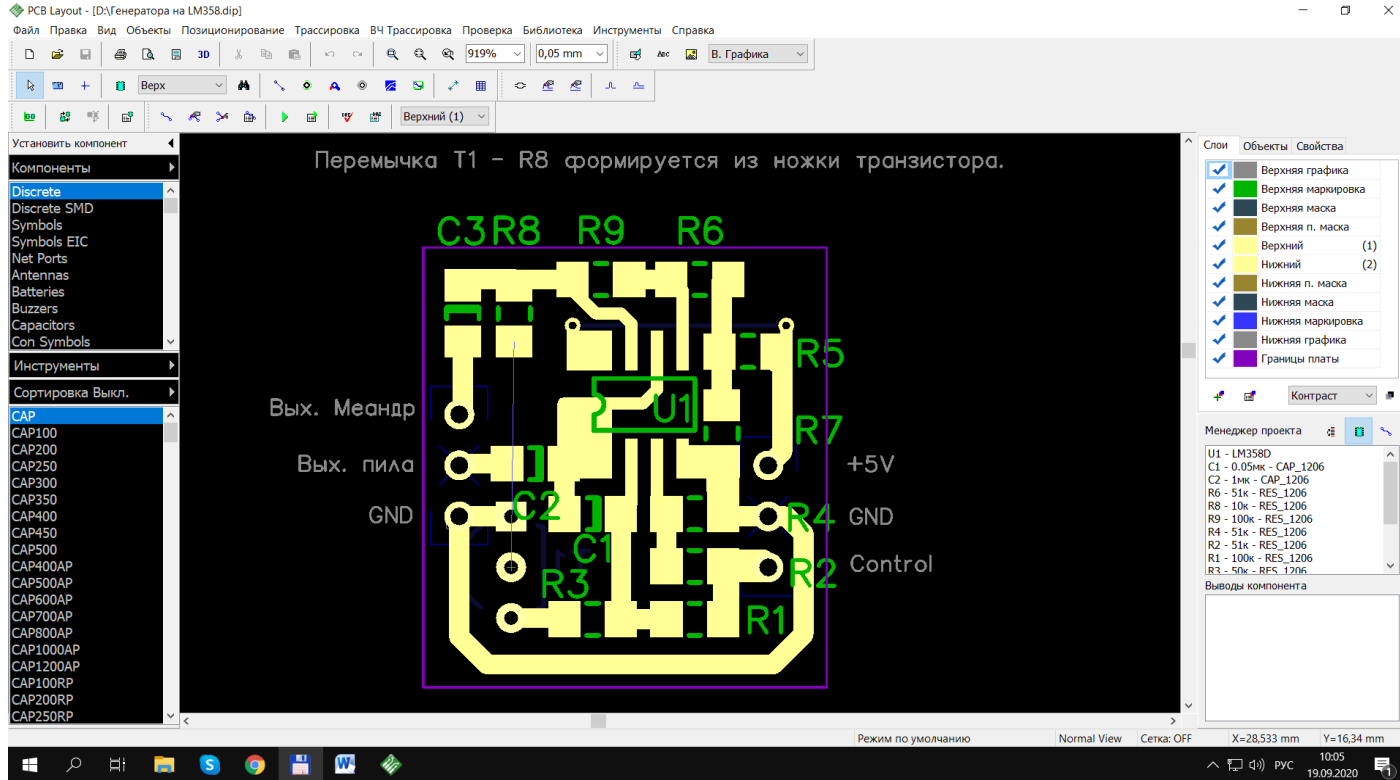 PCB Layout - [D:\Генератора на LM358.dip]
Файл Правка Вид Объекты Позиционирование Трассировка ВЧ Трассировка Проверка Библиотека Инструменты Справка
3D 919% 0,05 mm Abc В. Графика
Верх
Верхний (1)
Установить компонент
Компоненты
Discrete
Discrete SMD
Symbols
Symbols EIC
Net Ports
Antennas
Batteries
Buzzers
Capacitors
Con Symbols
Инструменты
Сортировка Выкл.
CAP
CAP100
CAP200
CAP250
CAP300
CAP350
CAP400
CAP450
CAP500
CAP400AP
CAP500AP
CAP600AP
CAP700AP
CAP800AP
CAP1000AP
CAP1200AP
CAP100RP
CAP200RP
CAP250RP
Перемычка T1 - R8 формируется из ножки транзистора.
C3 R8 R9 R6
R5
Вых. Меандр
U1
R7
Вых. пила
+5V
C2
GND
R4
GND
C1
Control
R3
R2
R1
Слои Объекты Свойства
Верхняя графика
Верхняя маркировка
Верхняя маска
Верхняя п. маска
Верхний (1)
Нижний (2)
Нижняя п. маска
Нижняя маска
Нижняя маркировка
Нижняя графика
Границы платы
Контраст
Менеджер проекта
U1 - LM358D
C1 - 0.05мк - CAP_1206
C2 - 1мк - CAP_1206
R6 - 51к - RES_1206
R8 - 10к - RES_1206
R9 - 100к - RES_1206
R4 - 51к - RES_1206
R2 - 51к - RES_1206
R1 - 100к - RES_1206
R3 - 50к - RES_1206
Выводы компонента
Режим по умолчанию Normal View Сетка: OFF X=28,533 mm Y=16,34 mm
РУС
10:05
19.09.2020